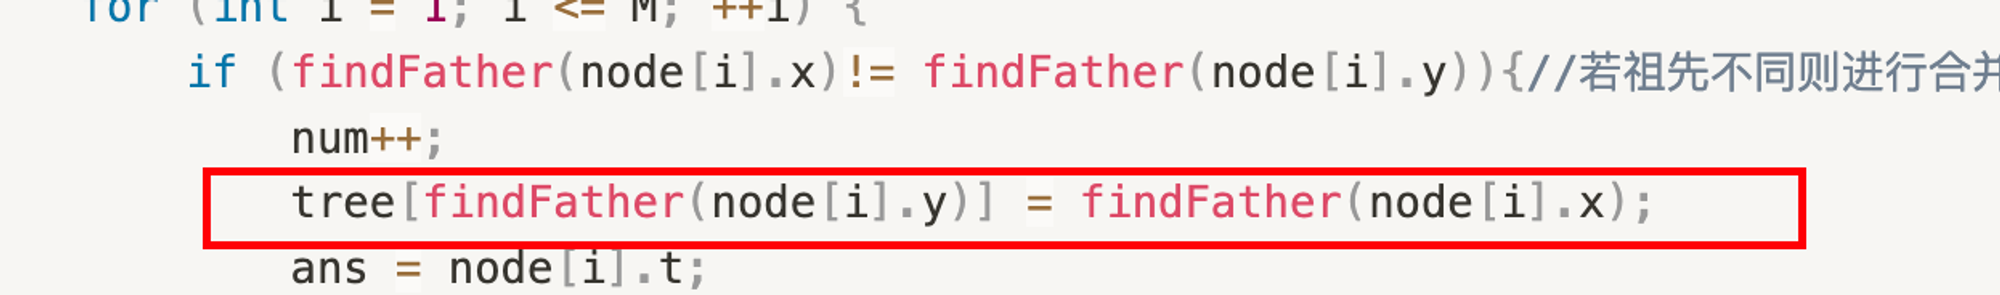 for (int i = 1; i <= M; ++i) {
if (findFather(node[i].x)!= findFather(node[i].y)){//若祖先不同则进行合并
num++;
tree[findFather(node[i].y)] = findFather(node[i].x);
ans = node[i].t;